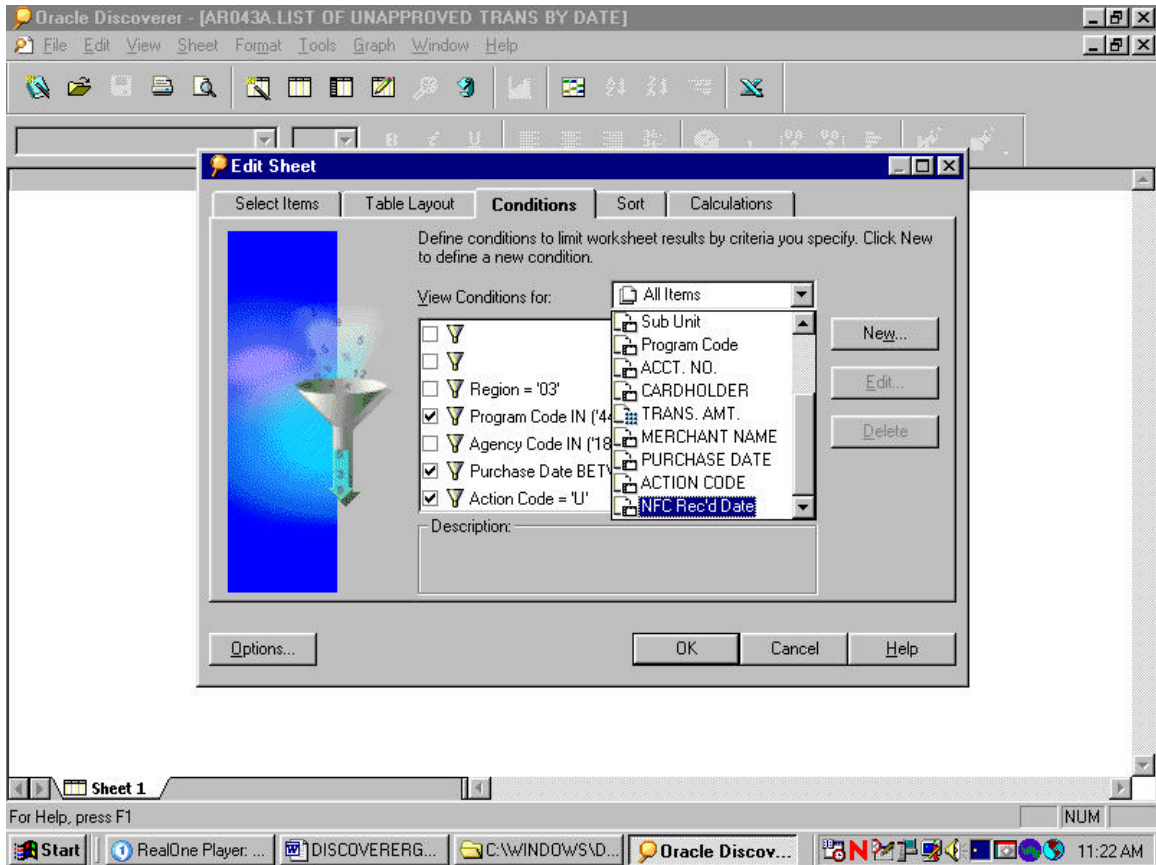 Oracle Discoverer - [AR043A.LIST OF UNAPPROVED TRANS BY DATE]
File Edit View Sheet Format Tools Graph Window Help
Edit Sheet
Select Items Table Layout Conditions Sort Calculations
Define conditions to limit worksheet results by criteria you specify. Click New
to define a new condition.
View Conditions for: All Items
Sub Unit
Program Code
ACCT. NO.
CARDHOLDER
TRANS. AMT.
MERCHANT NAME
PURCHASE DATE
ACTION CODE
NFC Rec'd Date
Region = '03'
Program Code IN ('44
Agency Code IN ('18
Purchase Date BET
Action Code = 'U'
New...
Edit...
Delete
Description:
Options... OK Cancel Help
Sheet 1
For Help, press F1 NUM
Start RealOne Player: ... DISCOVERERG... C:\WINDOWS\D... Oracle Discov... 11:22 AM